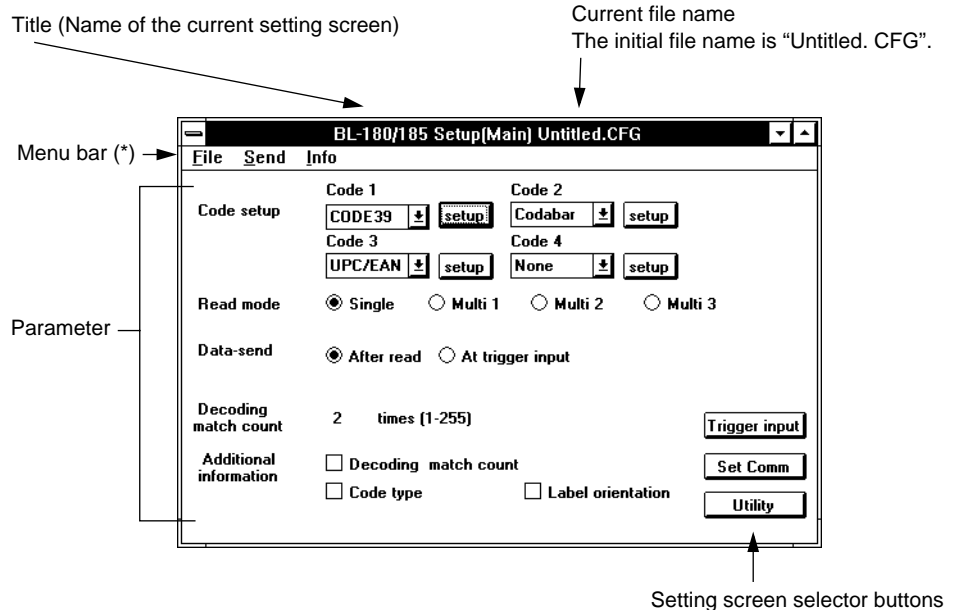 Title (Name of the current setting screen)
Current file name
The initial file name is “Untitled. CFG”.
BL-180/185 Setup(Main) Untitled.CFG
Menu bar (*)
File Send Info
Code 1 Code 2
Code setup CODE39 setup Codabar setup
Code 3 Code 4
UPC/EAN setup None setup
Read mode Single Multi 1 Multi 2 Multi 3
Parameter
Data-send After read At trigger input
Decoding
match count 2 times (1-255)
Trigger input
Additional
information
Decoding match count
Set Comm
Code type Label orientation
Utility
Setting screen selector buttons